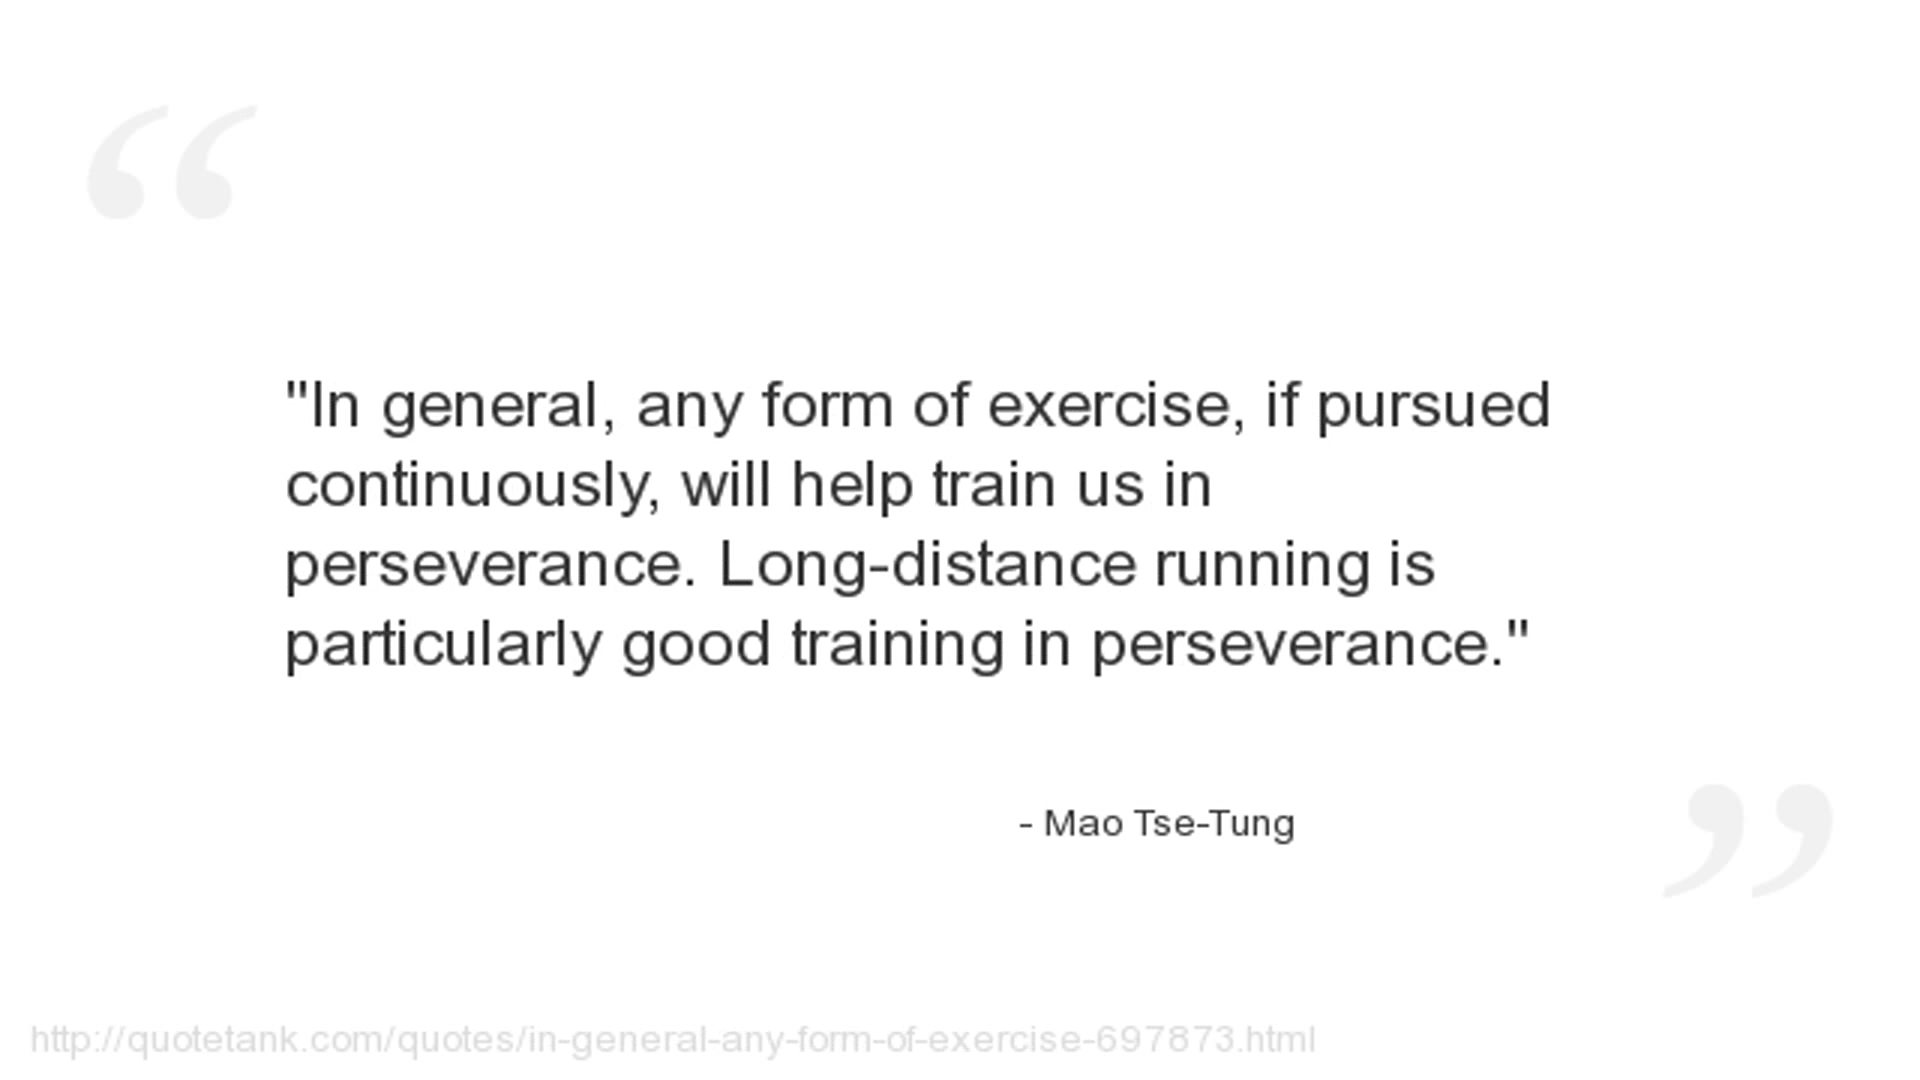 "In general, any form of exercise, if pursued
continuously, will help train us in
perseverance. Long-distance running is
particularly good training in perseverance."
- Mao Tse-Tung
http://quotetank.com/quotes/in-general-any-form-of-exercise-697873.html